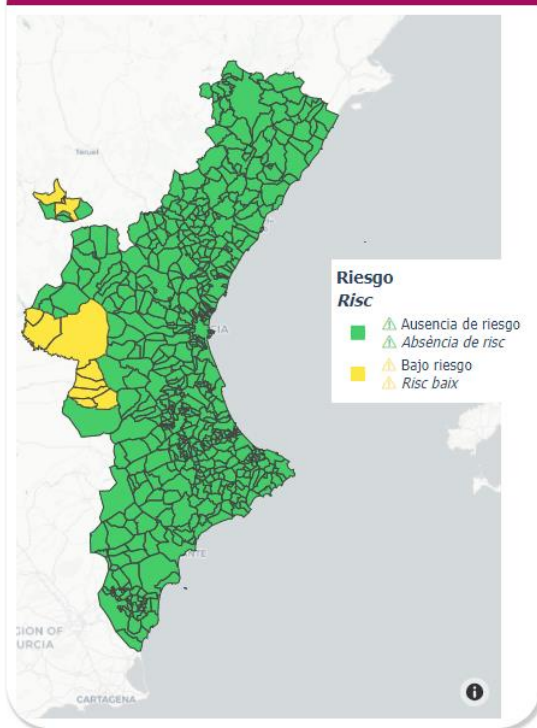 Teruel
Riesgo
Risc
Ausencia de riesgo
Absència de risc
Bajo riesgo
Risc baix
CARTAGENA